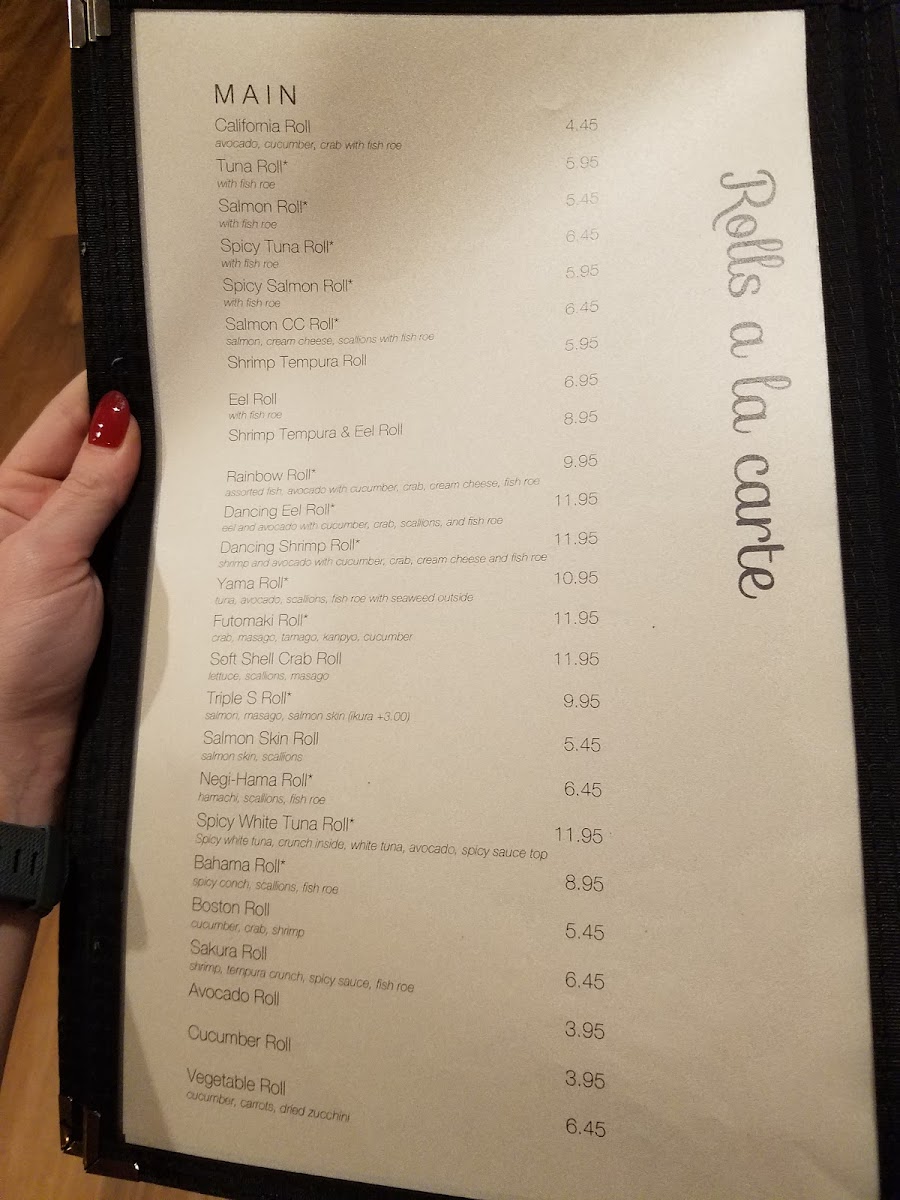 MAIN
California Roll 4.45
avocado, cucumber, crab with fish roe
Tuna Roll* 5.95
with fish roe
Salmon Roll* 5.45
with fish roe
Spicy Tuna Roll* 6.45
with fish roe
Spicy Salmon Roll* 5.95
with fish roe
Salmon CC Roll* 6.45
salmon, cream cheese, scallions with fish roe
Shrimp Tempura Roll 5.95
Eel Roll 6.95
with fish roe
Shrimp Tempura & Eel Roll 8.95
Rainbow Roll* 9.95
assorted fish, avocado with cucumber, crab, cream cheese, fish roe
Dancing Eel Roll* 11.95
eel and avocado with cucumber, crab, scallions, and fish roe
Dancing Shrimp Roll* 11.95
shrimp and avocado with cucumber, crab, cream cheese and fish roe
Yama Roll* 10.95
tuna, avocado, scallions, fish roe with seaweed outside
Futomaki Roll* 11.95
crab, masago, tamago, kanpyo, cucumber
Soft Shell Crab Roll 11.95
lettuce, scallions, masago
Triple S Roll* 9.95
salmon, masago, salmon skin (ikura +3.00)
Salmon Skin Roll 5.45
salmon skin, scallions
Negi-Hama Roll* 6.45
hamachi, scallions, fish roe
Spicy White Tuna Roll* 11.95
Spicy white tuna, crunch inside, white tuna, avocado, spicy sauce top
Bahama Roll* 8.95
spicy conch, scallions, fish roe
Boston Roll 5.45
cucumber, crab, shrimp
Sakura Roll 6.45
shrimp, tempura crunch, spicy sauce, fish roe
Avocado Roll 3.95
Cucumber Roll 3.95
Vegetable Roll 6.45
cucumber, carrots, dried zucchini
Rolls a la carte